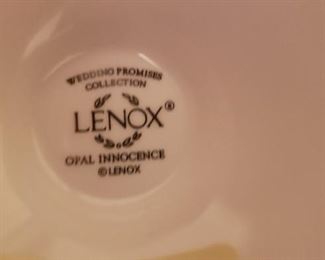 WEDDING PROMISES
COLLECTION
LENOX®
OPAL INNOCENCE
©LENOX